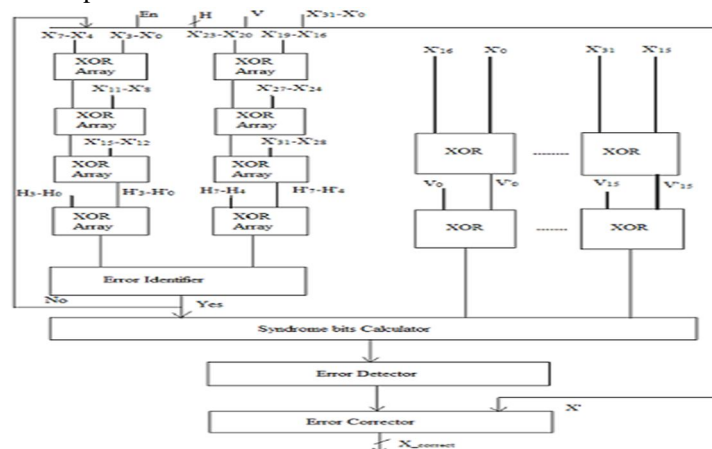 En H V X'31-X'0
X'7-X'4 X'3-X'0 X'23-X'20 X'19-X'16
XOR Array XOR Array
X'16 X'0 X'31 X'15
X'11-X'8 X'27-X'24
XOR Array XOR Array
X'15-X'12 X'31-X'28
XOR XOR
XOR Array XOR Array
H3-H0 H'3-H'0 H7-H4 H'7-H'4
V0 V'0 V15 V'15
XOR Array XOR Array
XOR XOR
Error Identifier
No Yes
Syndrome bits Calculator
Error Detector
X'
Error Corrector
X_correct